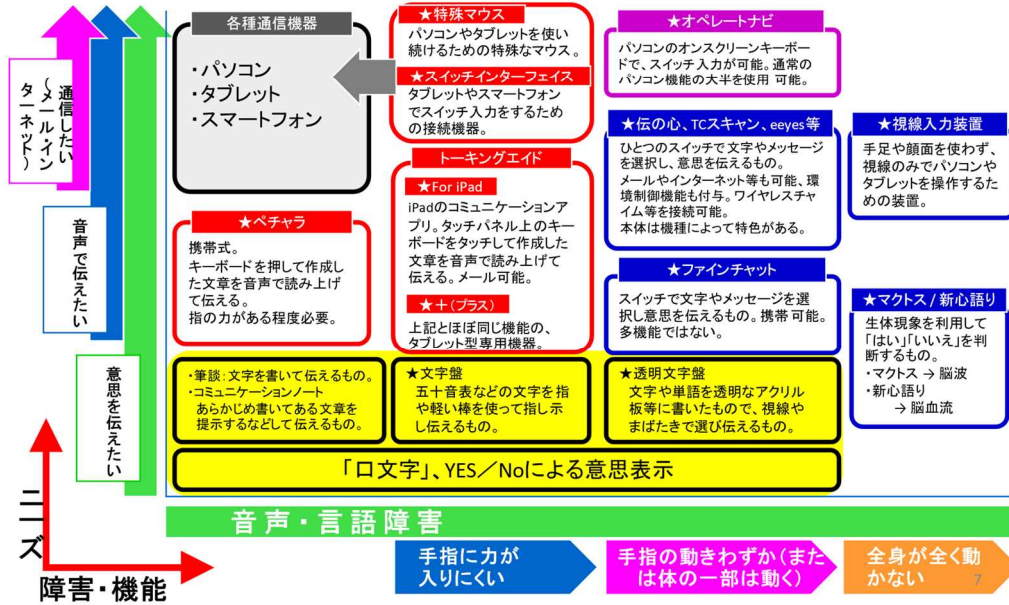 通信したい
(メール・インターネット)
音声で伝えたい
意思を伝えたい
ニーズ
障害・機能
各種通信機器
・パソコン
・タブレット
・スマートフォン
★特殊マウス
パソコンやタブレットを使い
続けるための特殊なマウス。
★スイッチインターフェイス
タブレットやスマートフォン
でスイッチ入力をするため
の接続機器。
★オペレートナビ
パソコンのオンスクリーンキーボー
ドで、スイッチ入力が可能。通常の
パソコン機能の大半を使用 可能。
★伝の心、TCスキャン、eeyes等
ひとつのスイッチで文字やメッセージ
を選択し、意思を伝えるもの。
メールやインターネット等も可能、環
境制御機能も付与。ワイヤレスチャ
イム等を接続可能。
本体は機種によって特色がある。
★視線入力装置
手足や顔面を使わず、
視線のみでパソコンや
タブレットを操作するた
めの装置。
★ペチャラ
携帯式。
キーボードを押して作成し
た文章を音声で読み上げ
て伝える。
指の力がある程度必要。
トーキングエイド
★For iPad
iPadのコミュニケーションア
プリ。タッチパネル上のキー
ボードをタッチして作成した
文章を音声で読み上げて
伝える。メール可能。
★+(プラス)
上記とほぼ同じ機能の、
タブレット型専用機器。
★ファインチャット
スイッチで文字やメッセージを選
択し意思を伝えるもの。携帯 可能。
多機能ではない。
★マクトス / 新心語り
生体現象を利用して
「はい」「いいえ」を判
断するもの。
・マクトス → 脳波
・新心語り
→ 脳血流
・筆談:文字を書いて伝えるもの。
・コミュニケーションノート
あらかじめ書いてある文章を
提示するなどして伝えるもの。
★文字盤
五十音表などの文字を指
や軽い棒を使って指し示
し伝えるもの。
★透明文字盤
文字や単語を透明なアクリル
板等に書いたもので、視線や
まばたきで選び伝えるもの。
「口文字」、YES/Noによる意思表示
音声・言語障害
手指に力が
入りにくい
手指の動きわずか(また
は体の一部は動く)
全身が全く動
かない
7